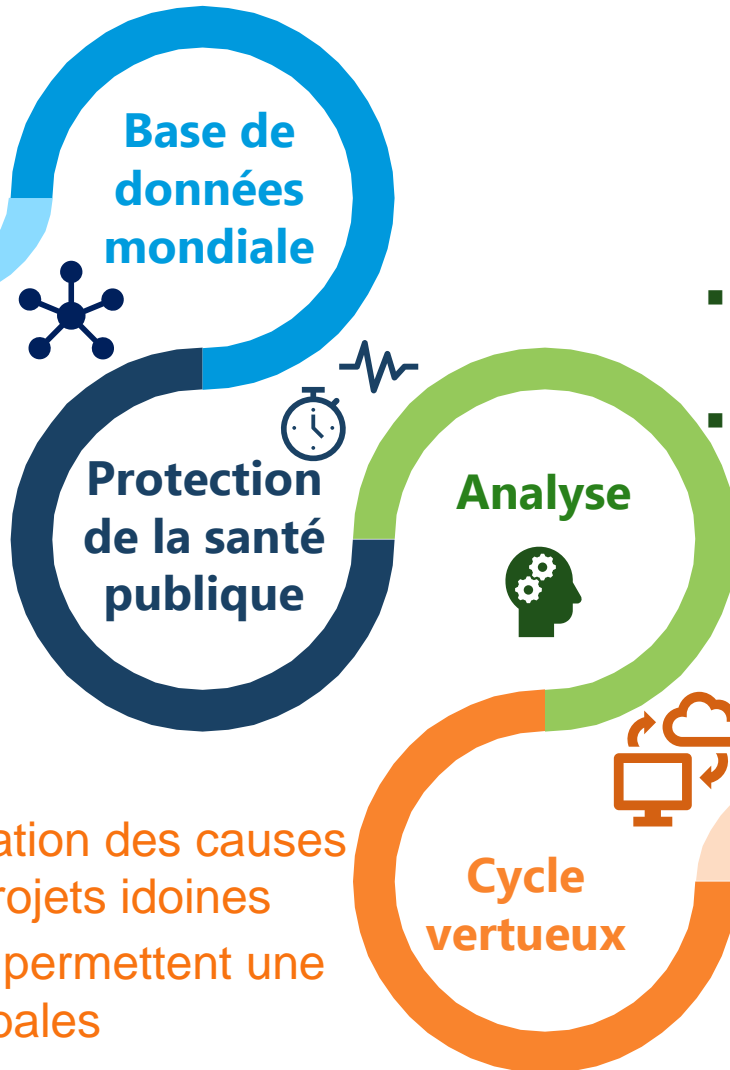 Base de
données
mondiale
Protection
de la santé
publique
Analyse
ation des causes
rojets idoines
permettent une
pales
Cycle
vertueux